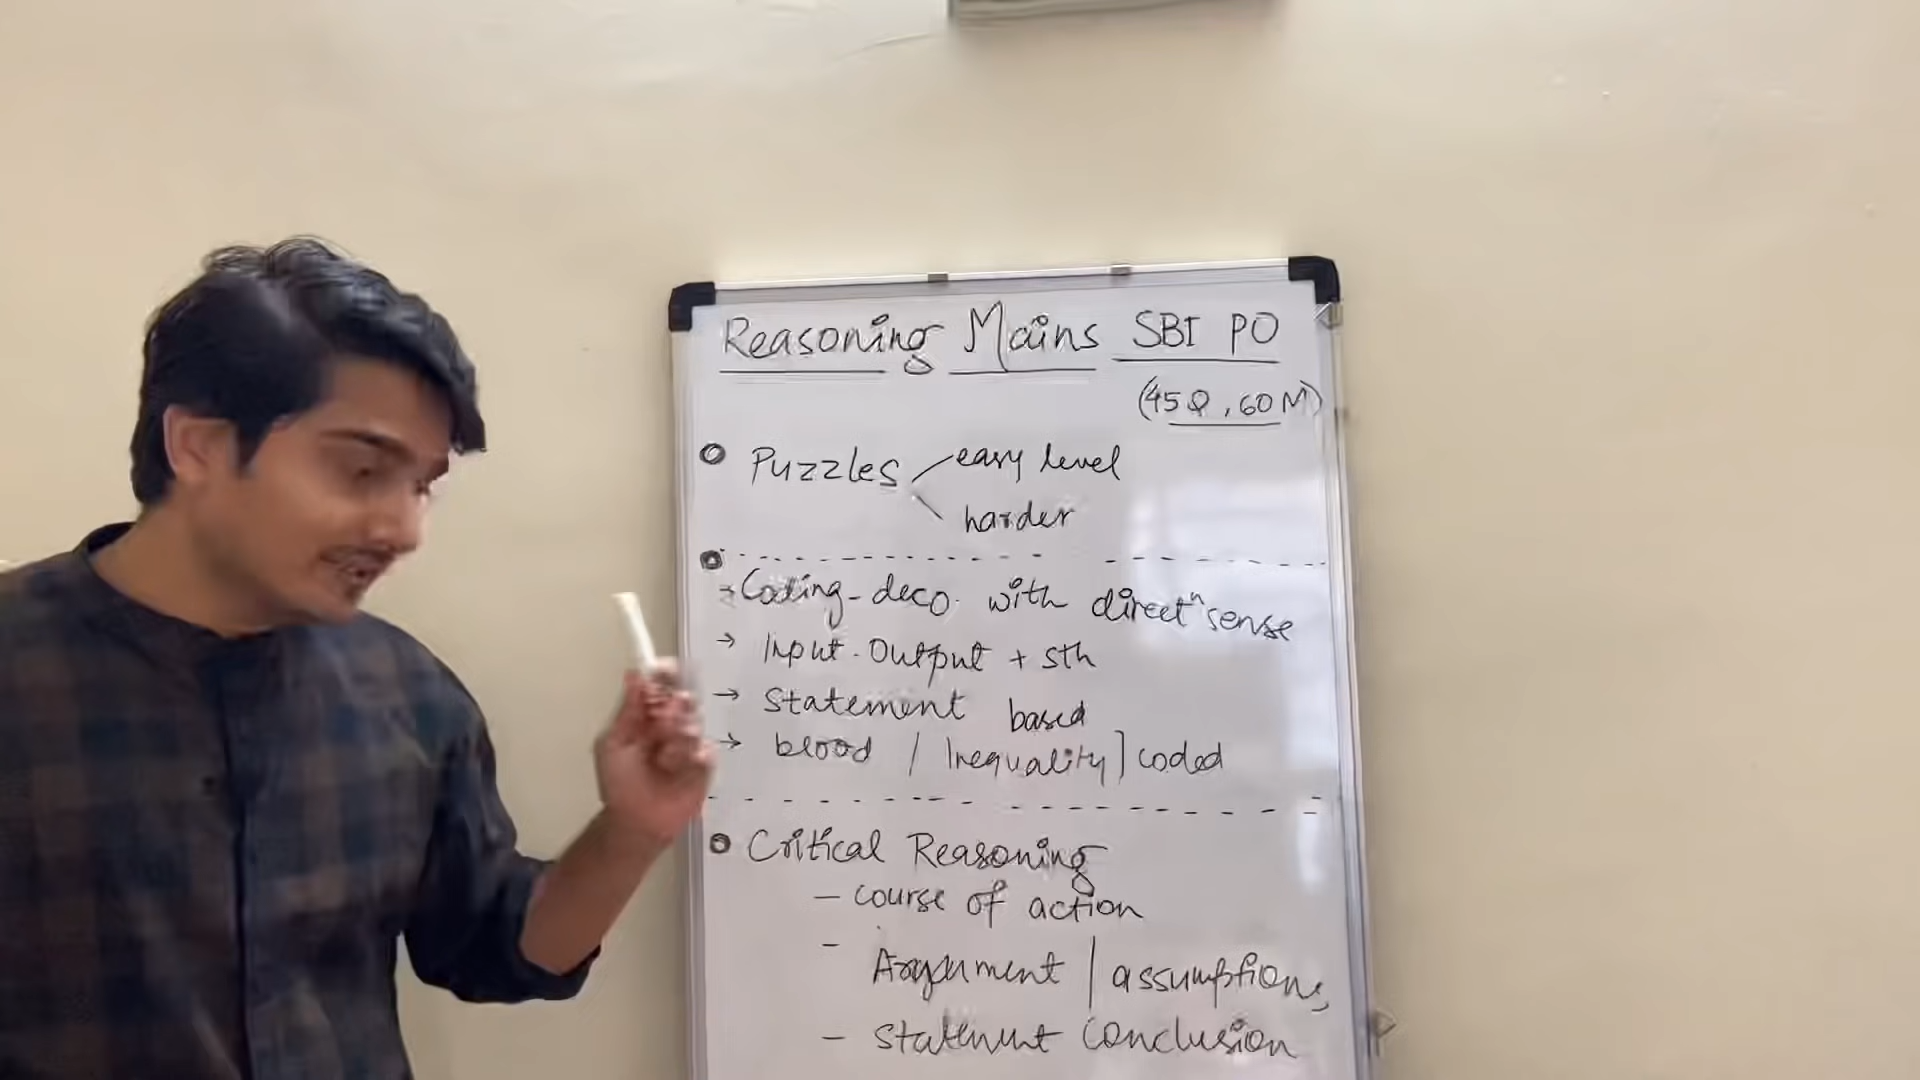 Reasoning Mains SBI PO
(45Q, 60M)
Puzzles easy level
harder
Coding-deco. with directn sense
Input-Output + sth
Statement based
blood / Inequality] coded
Critical Reasoning
- course of action
- Argument / assumptions
- Statement Conclusion